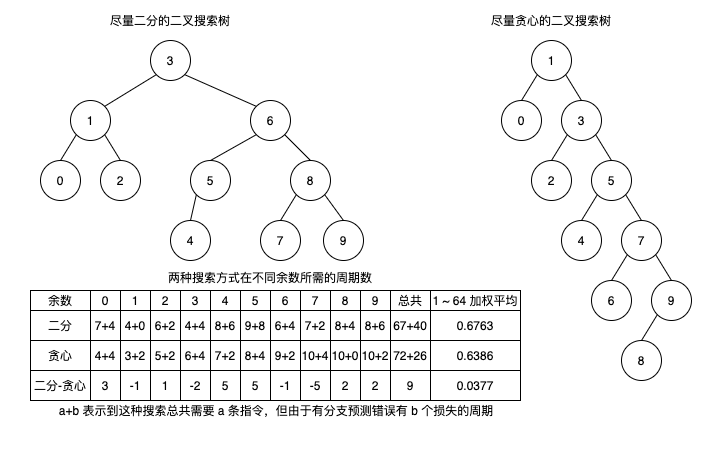 尽量二分的二叉搜索树
尽量贪心的二叉搜索树
3
1
6
0
2
5
8
4
7
9
1
0
3
2
5
4
7
6
9
8
两种搜索方式在不同余数所需的周期数
余数 0 1 2 3 4 5 6 7 8 9 总共 1～64 加权平均
二分 7+4 4+0 6+2 4+4 8+6 9+8 6+4 7+2 8+4 8+6 67+40 0.6763
贪心 4+4 3+2 5+2 6+4 7+2 8+4 9+2 10+4 10+0 10+2 72+26 0.6386
二分-贪心 3 -1 1 -2 5 5 -1 -5 2 2 9 0.0377
a+b 表示到这种搜索总共需要 a 条指令，但由于有分支预测错误有 b 个损失的周期